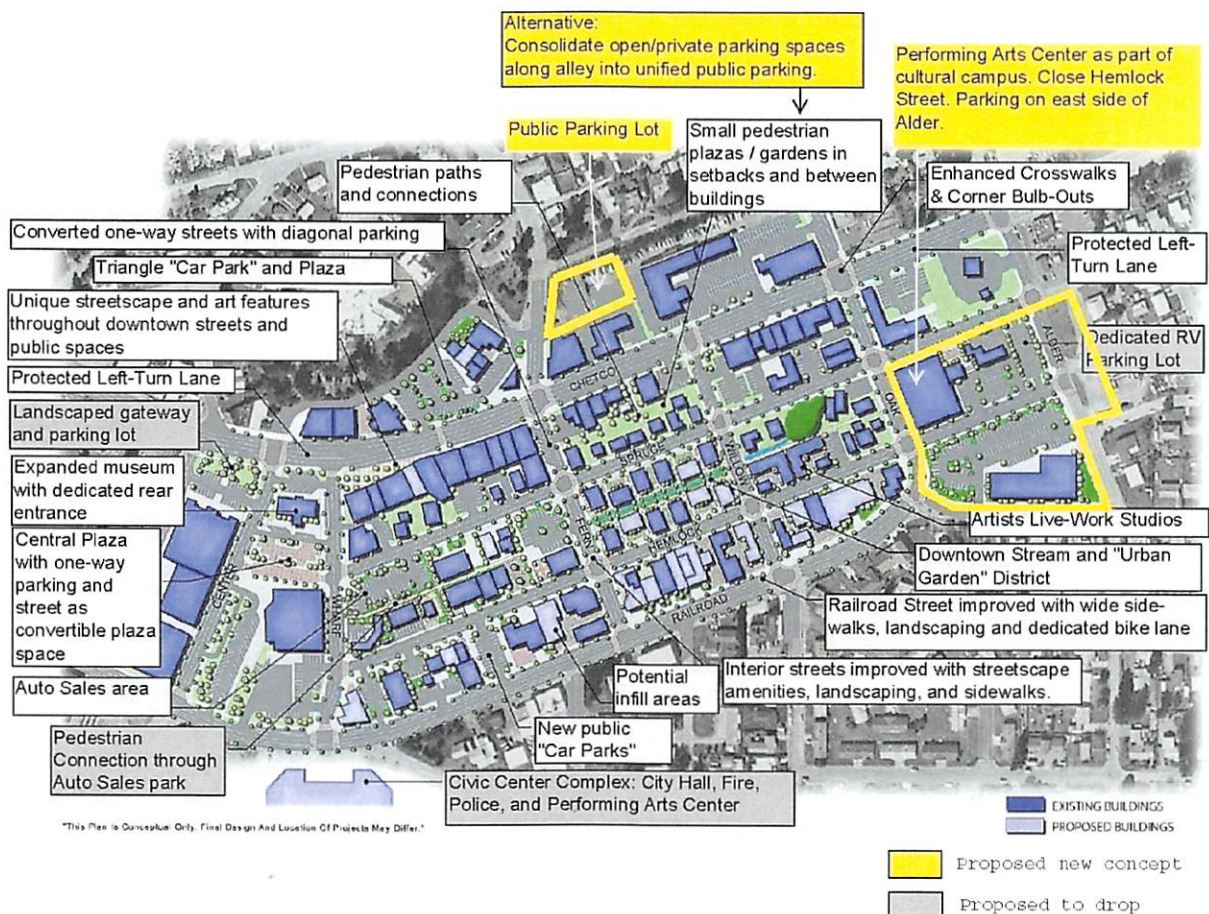 Alternative:
Consolidate open/private parking spaces
along alley into unified public parking.
Performing Arts Center as part of
cultural campus. Close Hemlock
Street. Parking on east side of
Alder.
Public Parking Lot
Small pedestrian
plazas / gardens in
setbacks and between
buildings
Pedestrian paths
and connections
Enhanced Crosswalks
& Corner Bulb-Outs
Converted one-way streets with diagonal parking
Protected Left-
Turn Lane
Triangle "Car Park" and Plaza
Unique streetscape and art features
throughout downtown streets and
public spaces
Dedicated RV
Parking Lot
Protected Left-Turn Lane
Landscaped gateway
and parking lot
Expanded museum
with dedicated rear
entrance
Central Plaza
with one-way
parking and
street as
convertible plaza
space
Auto Sales area
Pedestrian
Connection through
Auto Sales park
CHETCO
SPRUCE
WILLOW
OAK
ALDER
FERN
HEMLOCK
RAILROAD
CENTER
Artists Live-Work Studios
Downtown Stream and "Urban
Garden" District
Railroad Street improved with wide side-
walks, landscaping and dedicated bike lane
Interior streets improved with streetscape
amenities, landscaping, and sidewalks.
Potential
infill areas
New public
"Car Parks"
Civic Center Complex: City Hall, Fire,
Police, and Performing Arts Center
"This Plan Is Conceptual Only. Final Design And Location Of Projects May Differ."
EXISTING BUILDINGS
PROPOSED BUILDINGS
Proposed new concept
Proposed to drop